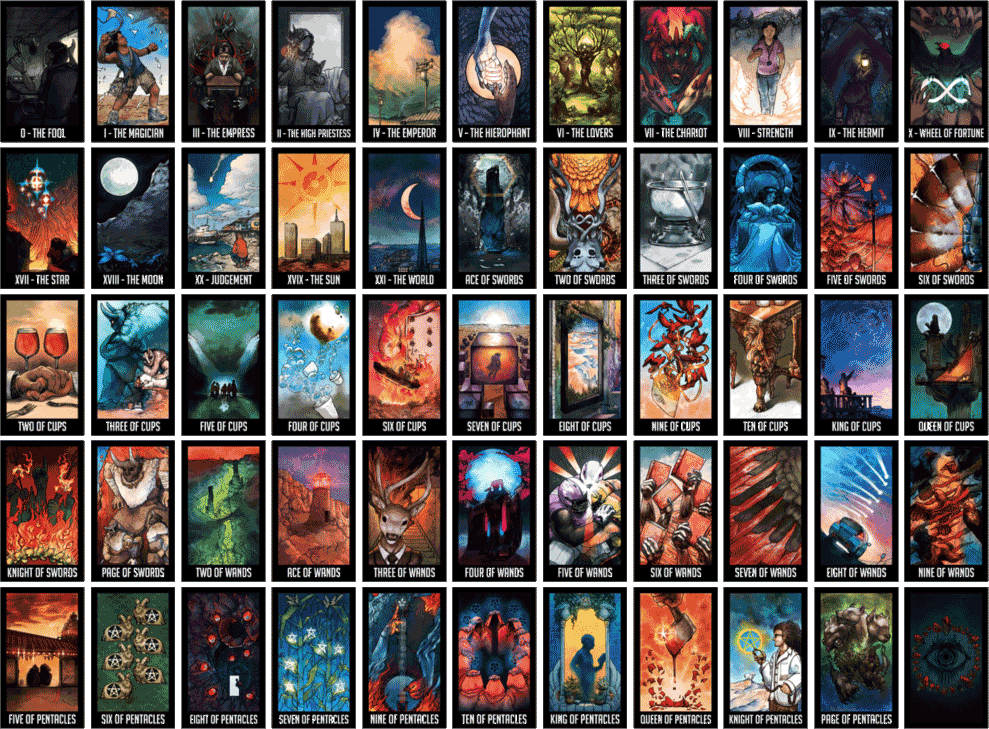 0 - THE FOOL
I - THE MAGICIAN
III - THE EMPRESS
II - THE HIGH PRIESTESS
IV - THE EMPEROR
V - THE HIEROPHANT
VI - THE LOVERS
VII - THE CHARIOT
VIII - STRENGTH
IX - THE HERMIT
X - WHEEL OF FORTUNE
XVII - THE STAR
XVIII - THE MOON
XX - JUDGEMENT
XVIX - THE SUN
XXI - THE WORLD
ACE OF SWORDS
TWO OF SWORDS
THREE OF SWORDS
FOUR OF SWORDS
FIVE OF SWORDS
SIX OF SWORDS
TWO OF CUPS
THREE OF CUPS
FIVE OF CUPS
FOUR OF CUPS
SIX OF CUPS
SEVEN OF CUPS
EIGHT OF CUPS
NINE OF CUPS
TEN OF CUPS
KING OF CUPS
QUEEN OF CUPS
KNIGHT OF SWORDS
PAGE OF SWORDS
TWO OF WANDS
ACE OF WANDS
THREE OF WANDS
FOUR OF WANDS
FIVE OF WANDS
SIX OF WANDS
SEVEN OF WANDS
EIGHT OF WANDS
NINE OF WANDS
FIVE OF PENTACLES
SIX OF PENTACLES
EIGHT OF PENTACLES
SEVEN OF PENTACLES
NINE OF PENTACLES
TEN OF PENTACLES
KING OF PENTACLES
QUEEN OF PENTACLES
KNIGHT OF PENTACLES
PAGE OF PENTACLES